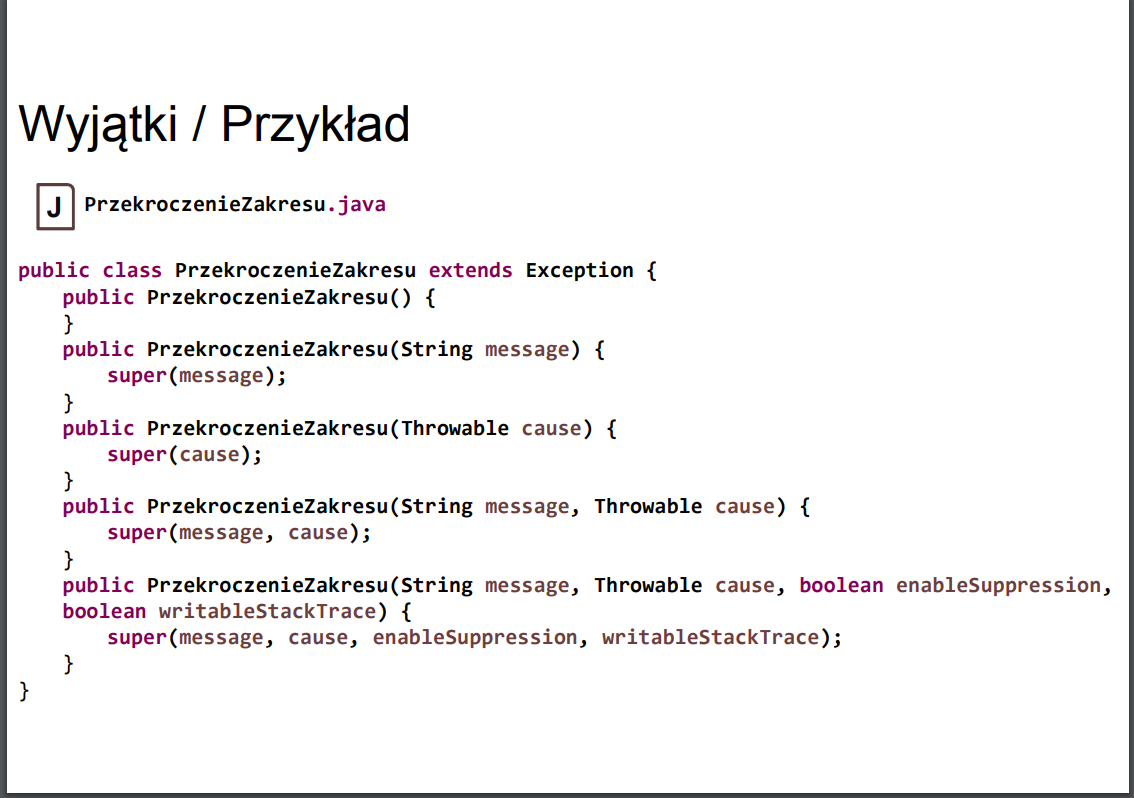 Wyjątki / Przykład
J PrzekroczenieZakresu.java
public class PrzekroczenieZakresu extends Exception {
public PrzekroczenieZakresu() {
}
public PrzekroczenieZakresu(String message) {
super(message);
}
public PrzekroczenieZakresu(Throwable cause) {
super(cause);
}
public PrzekroczenieZakresu(String message, Throwable cause) {
super(message, cause);
}
public PrzekroczenieZakresu(String message, Throwable cause, boolean enableSuppression,
boolean writableStackTrace) {
super(message, cause, enableSuppression, writableStackTrace);
}
}